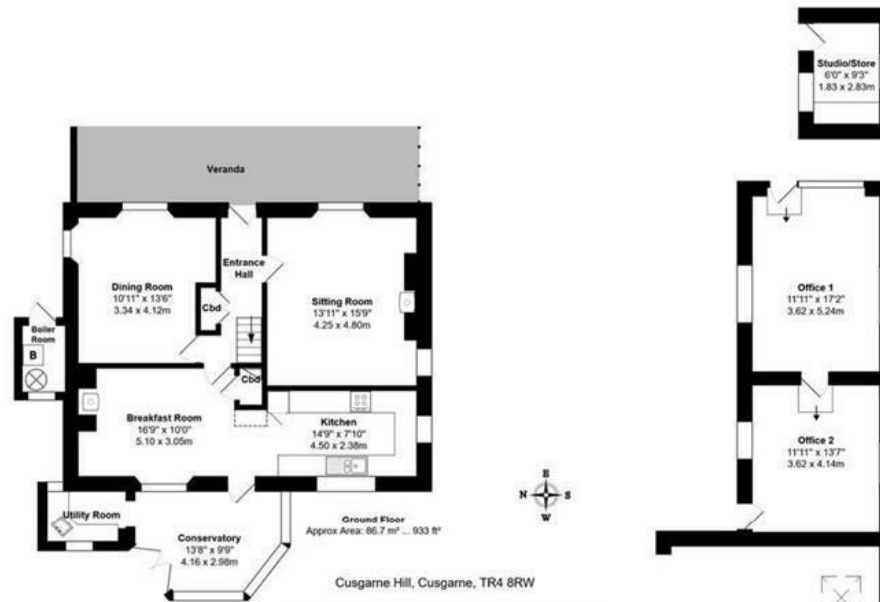 Studio/Store
6'0" x 9'3"
1.83 x 2.83m
Veranda
Entrance
Hall
Dining Room
10'11" x 13'6"
3.34 x 4.12m
Cbd
Sitting Room
13'11" x 15'9"
4.25 x 4.80m
Office 1
11'11" x 17'2"
3.62 x 5.24m
Boiler
Room
B
Cbd
Breakfast Room
16'9" x 10'0"
5.10 x 3.05m
Kitchen
14'9" x 7'10"
4.50 x 2.38m
Office 2
11'11" x 13'7"
3.62 x 4.14m
E
N
S
W
Utility Room
Conservatory
13'8" x 9'9"
4.16 x 2.98m
Ground Floor
Approx Area: 86.7 m² ... 933 ft²
Cusgarne Hill, Cusgarne, TR4 8RW